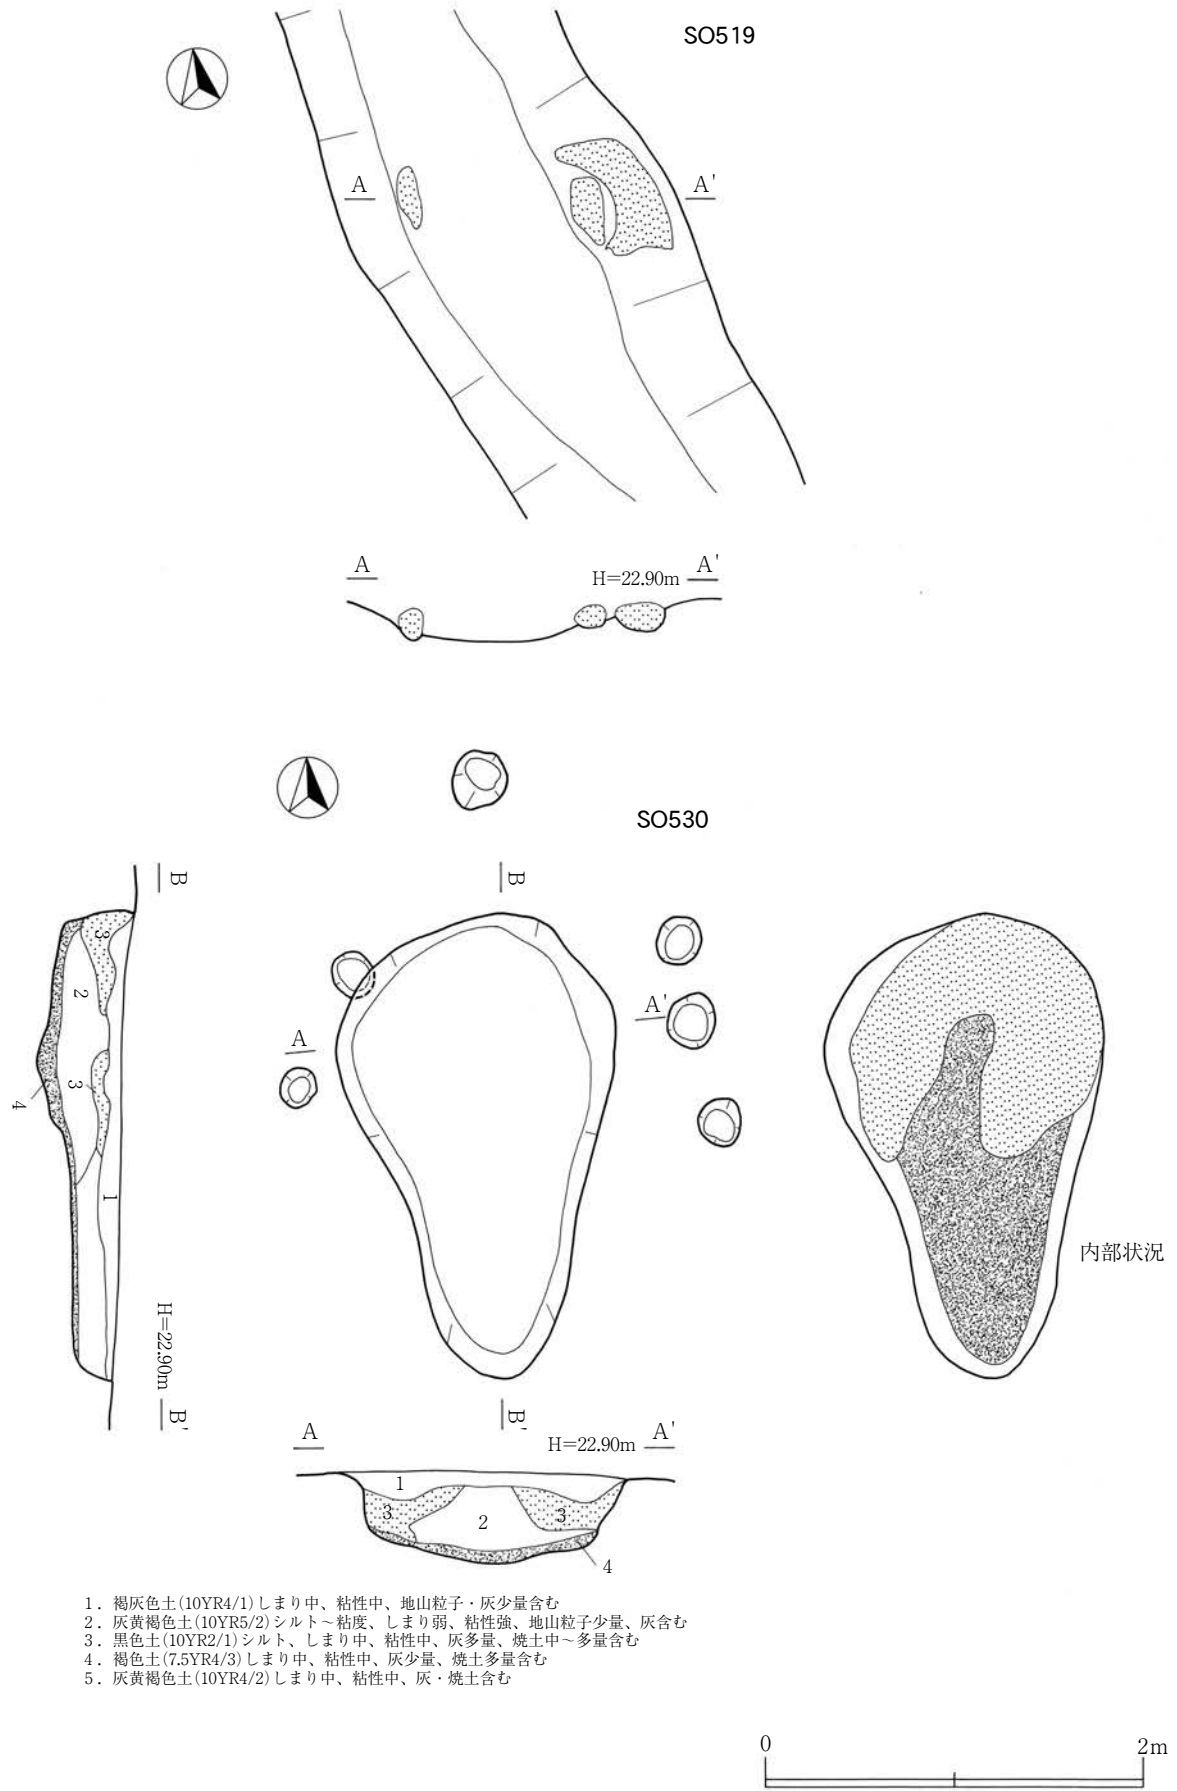 SO519
A
A'
A
H=22.90m
A'
SO530
B
B
3
2
3
4
1
A
A'
内部状況
H=22.90m
B'
B'
A
H=22.90m
A'
1
3
2
3
4
1．褐灰色土(10YR4/1)しまり中、粘性中、地山粒子・灰少量含む
2．灰黄褐色土(10YR5/2)シルト～粘度、しまり弱、粘性強、地山粒子少量、灰含む
3．黒色土(10YR2/1)シルト、しまり中、粘性中、灰多量、焼土中～多量含む
4．褐色土(7.5YR4/3)しまり中、粘性中、灰少量、焼土多量含む
5．灰黄褐色土(10YR4/2)しまり中、粘性中、灰・焼土含む
0
2m